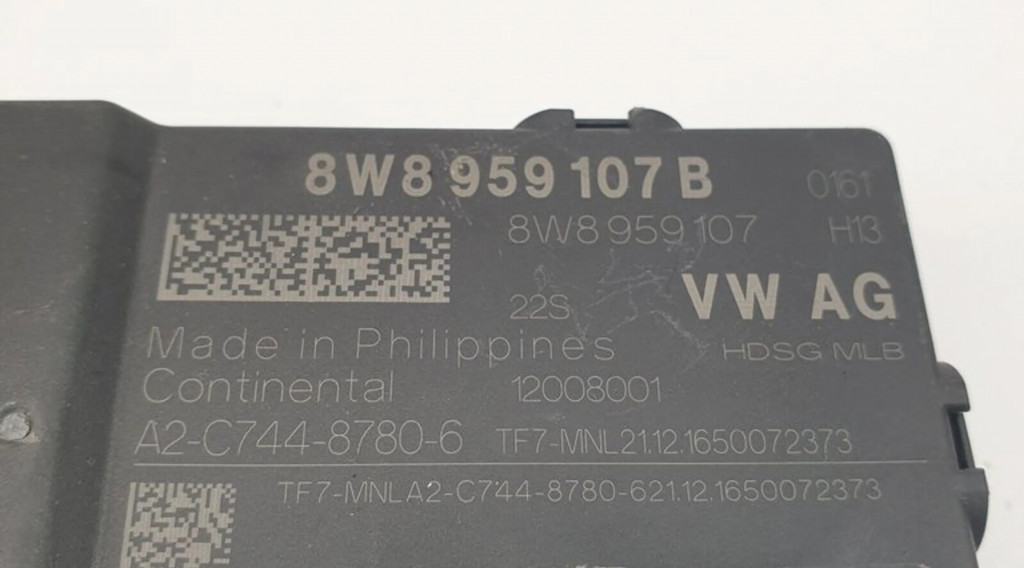 8W8 959 107 B 0161
8W8 959 107 H13
22S VW AG
Made in Philippines HDSG MLB
Continental 12008001
A2-C744-8780-6 TF7-MNL21.12.1650072373
TF7-MNLA2-C744-8780-621.12.1650072373